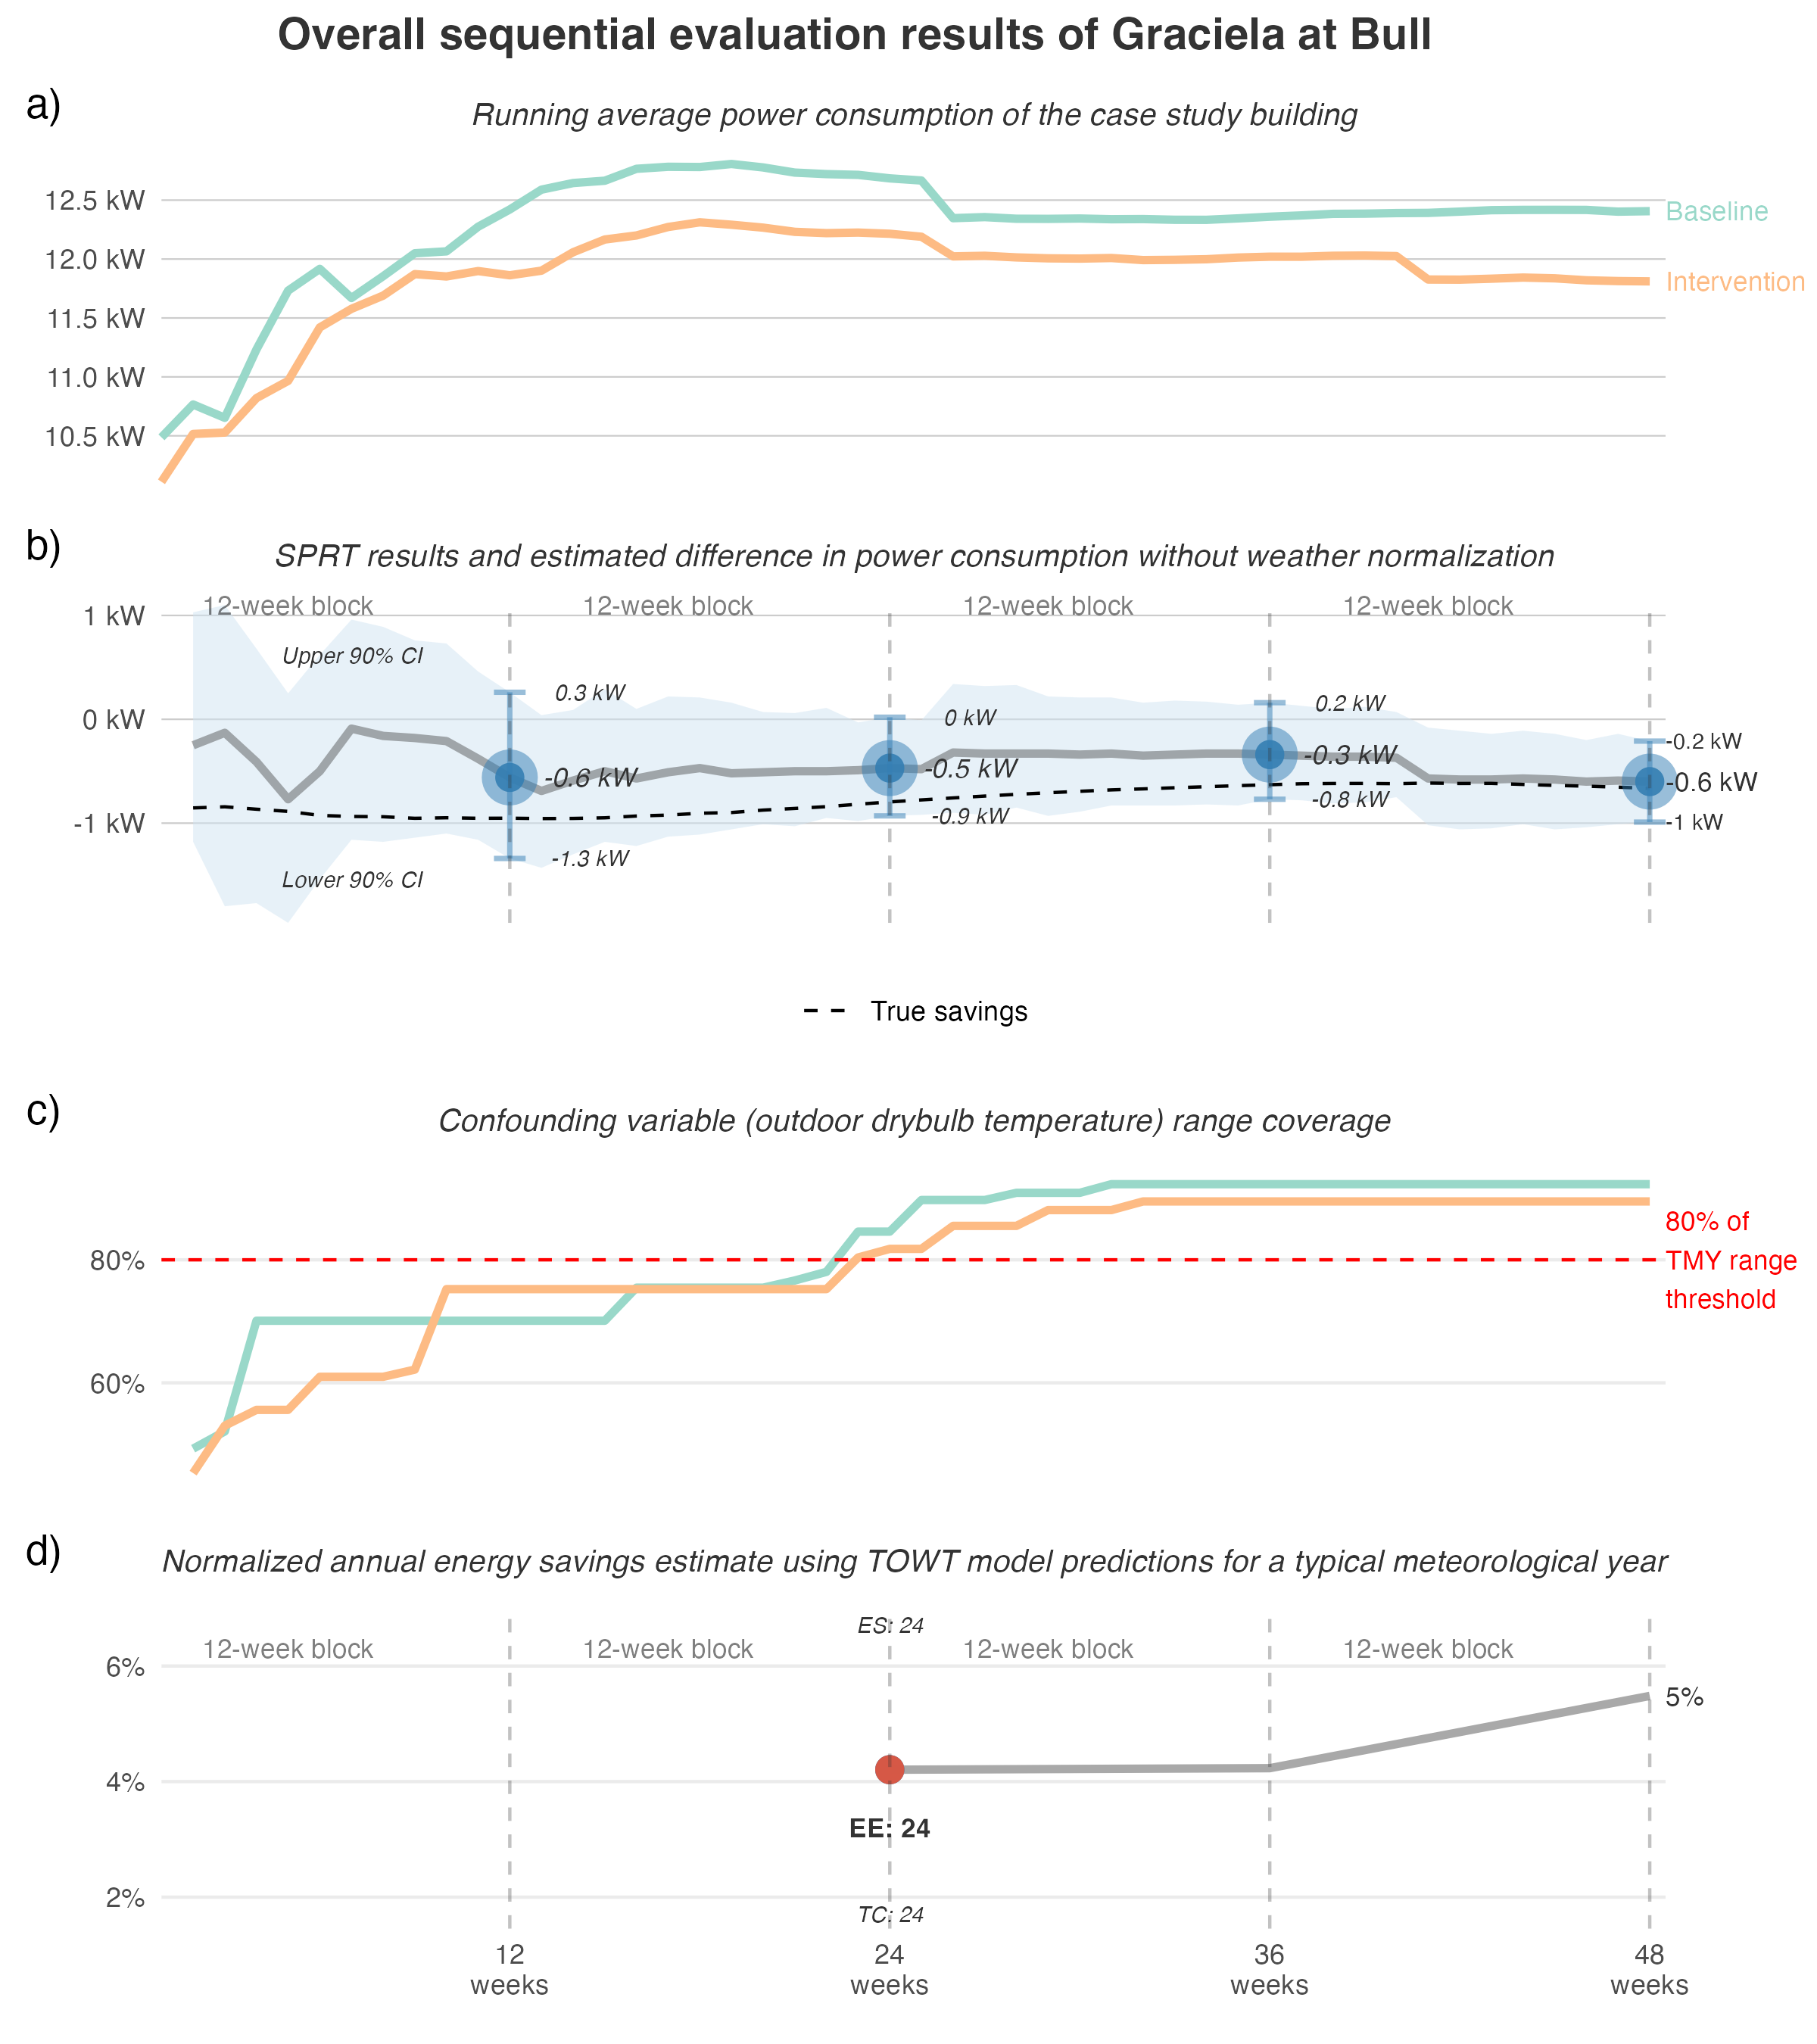 Overall sequential evaluation results of Graciela at Bull
a)
Running average power consumption of the case study building
12.5 kW
12.0 kW
11.5 kW
11.0 kW
10.5 kW
Baseline
Intervention
b)
SPRT results and estimated difference in power consumption without weather normalization
12-week block
12-week block
12-week block
12-week block
1 kW
0 kW
-1 kW
Upper 90% CI
Lower 90% CI
0.3 kW
-0.6 kW
-1.3 kW
0 kW
-0.5 kW
-0.9 kW
0.2 kW
-0.3 kW
-0.8 kW
-0.2 kW
-0.6 kW
-1 kW
True savings
c)
Confounding variable (outdoor drybulb temperature) range coverage
80%
60%
80% of
TMY range
threshold
d)
Normalized annual energy savings estimate using TOWT model predictions for a typical meteorological year
ES: 24
12-week block
12-week block
12-week block
12-week block
6%
4%
2%
5%
EE: 24
TC: 24
12
weeks
24
weeks
36
weeks
48
weeks